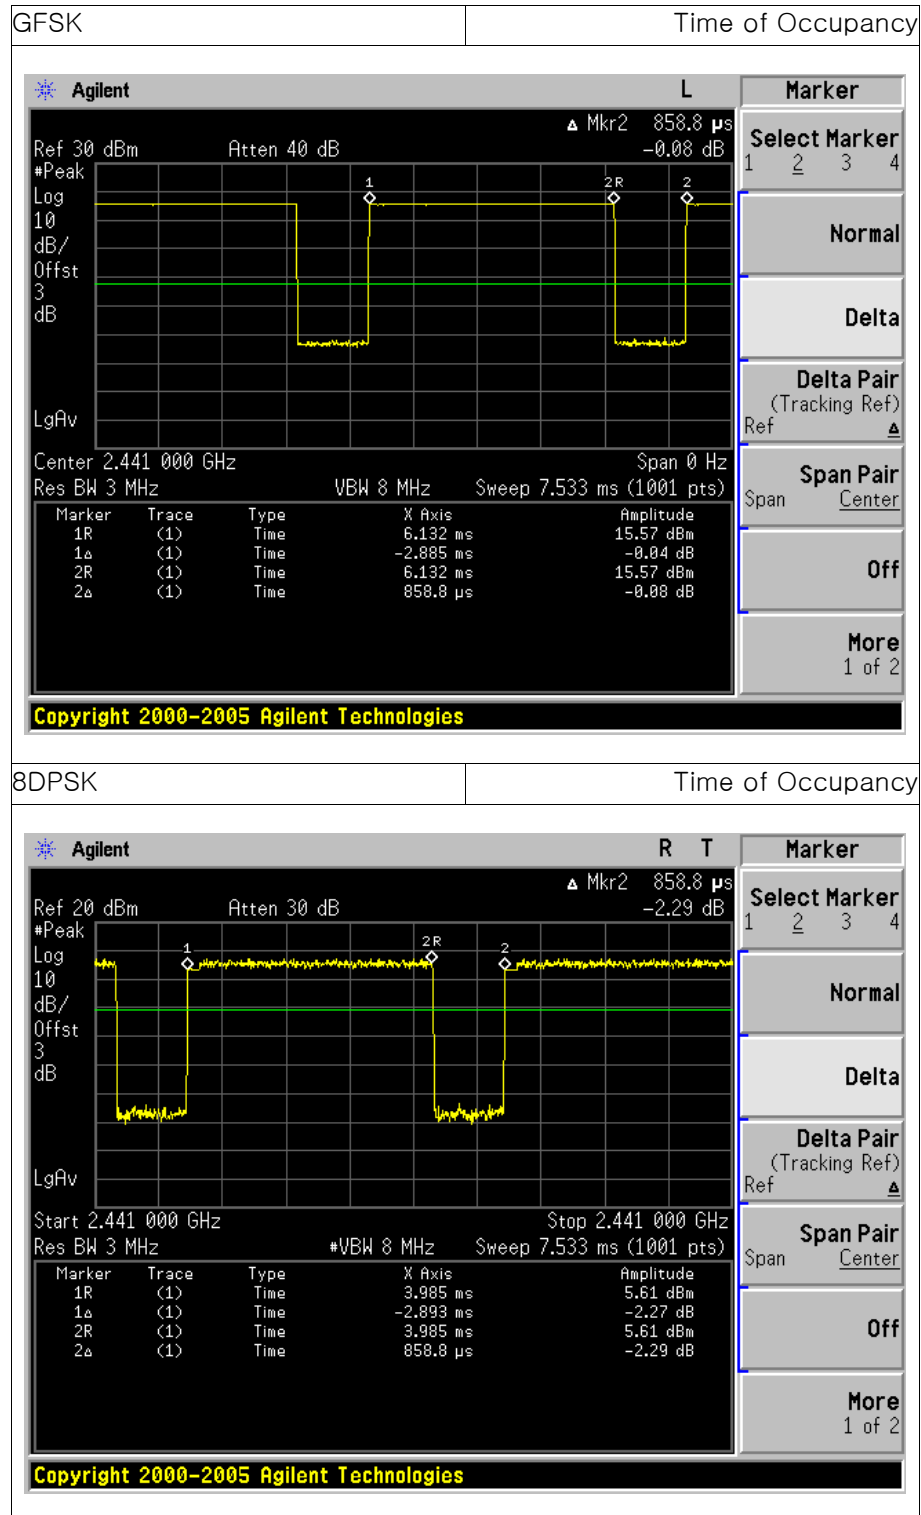 GFSK Time of Occupancy
Agilent L Marker
Δ Mkr2 858.8 µs
Ref 30 dBm Atten 40 dB -0.08 dB
Select Marker
1 2 3 4
#Peak
Log
10
dB/
Offst
3
dB
1 2R 2
Normal
Delta
Delta Pair
(Tracking Ref)
Ref Δ
LgAv
Center 2.441 000 GHz Span 0 Hz
Res BW 3 MHz VBW 8 MHz Sweep 7.533 ms (1001 pts)
Span Pair
Span Center
Marker Trace Type X Axis Amplitude
1R (1) Time 6.132 ms 15.57 dBm
1Δ (1) Time -2.885 ms -0.04 dB
2R (1) Time 6.132 ms 15.57 dBm
2Δ (1) Time 858.8 µs -0.08 dB
Off
More
1 of 2
Copyright 2000-2005 Agilent Technologies
8DPSK Time of Occupancy
Agilent R T Marker
Δ Mkr2 858.8 µs
Ref 20 dBm Atten 30 dB -2.29 dB
Select Marker
1 2 3 4
#Peak
Log
10
dB/
Offst
3
dB
1 2R 2
Normal
Delta
Delta Pair
(Tracking Ref)
Ref Δ
LgAv
Start 2.441 000 GHz Stop 2.441 000 GHz
Res BW 3 MHz #VBW 8 MHz Sweep 7.533 ms (1001 pts)
Span Pair
Span Center
Marker Trace Type X Axis Amplitude
1R (1) Time 3.985 ms 5.61 dBm
1Δ (1) Time -2.893 ms -2.27 dB
2R (1) Time 3.985 ms 5.61 dBm
2Δ (1) Time 858.8 µs -2.29 dB
Off
More
1 of 2
Copyright 2000-2005 Agilent Technologies